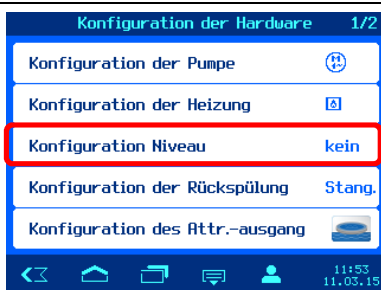 Konfiguration der Hardware 1/2
Konfiguration der Pumpe
Konfiguration der Heizung
Konfiguration Niveau kein
Konfiguration der Rückspülung Stang.
Konfiguration des Attr.-ausgang
11:53
11.03.15